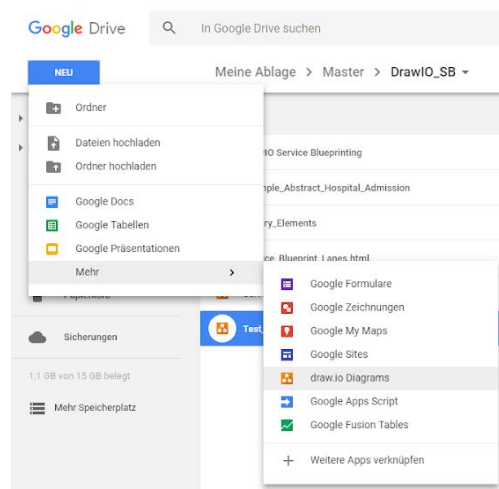 Google Drive
In Google Drive suchen
NEU
Meine Ablage > Master > DrawIO_SB
Ordner
Dateien hochladen
Ordner hochladen
IO Service Blueprinting
nple_Abstract_Hospital_Admission
ry_Elements
Google Docs
Google Tabellen
Google Präsentationen
ce_Blueprint_Lanes.html
Mehr >
Google Formulare
Google Zeichnungen
Test
Google My Maps
Sicherungen
Google Sites
1,1 GB von 15 GB belegt
draw.io Diagrams
Google Apps Script
Mehr Speicherplatz
Google Fusion Tables
+ Weitere Apps verknüpfen